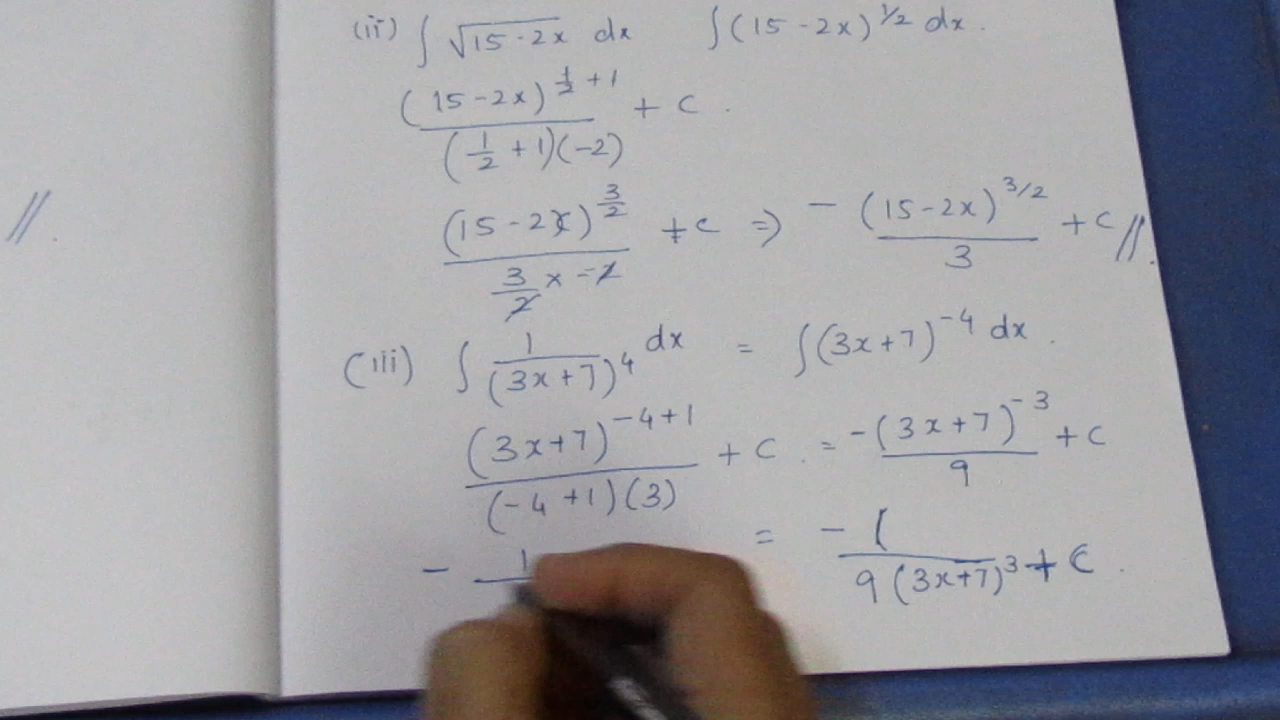 (ii) ∫ √15-2x dx ∫(15-2x)^1/2 dx.
(15-2x)^(1/2 + 1) / (1/2 + 1)(-2) + c .
(15-2x)^(3/2) / (3/2 x -2) + c ⇒ - (15-2x)^3/2 / 3 + c //.
//.
(iii) ∫ 1/(3x+7)^4 dx = ∫(3x+7)^-4 dx.
(3x+7)^(-4+1) / (-4+1)(3) + c . = -(3x+7)^-3 / 9 + c
= -( / 9(3x+7)^3 + c .
- 1